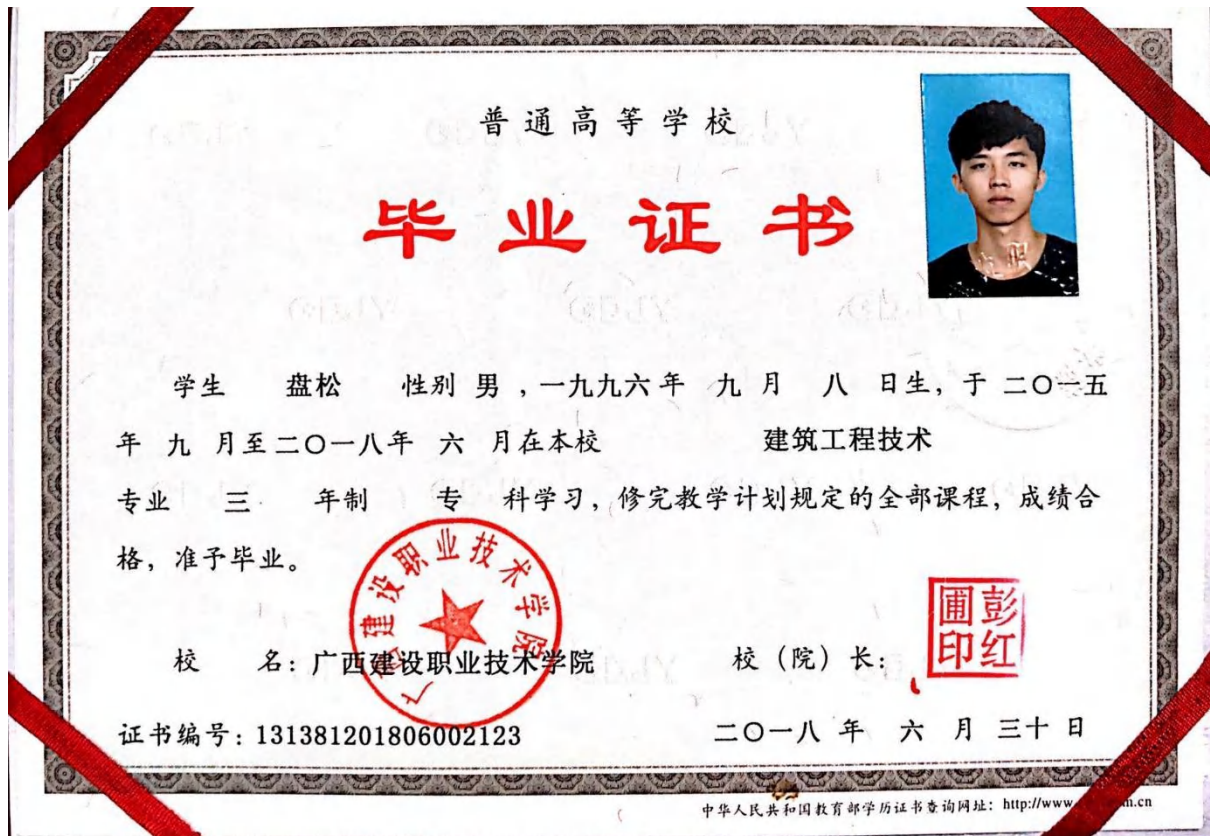 普通高等学校
毕业证书
学生 盘松 性别 男 ，一九九六年 九 月 八 日生，于 二〇一五
年 九 月至二〇一八年 六 月在本校 建筑工程技术
专业 三 年制 专 科学习，修完教学计划规定的全部课程，成绩合
格，准予毕业。
广西建设职业技术学院
校 名：广西建设职业技术学院 校（院）长：
彭红圃印
证书编号：131381201806002123 二〇一八 年 六 月 三十 日
中华人民共和国教育部学历证书查询网址：http://www.